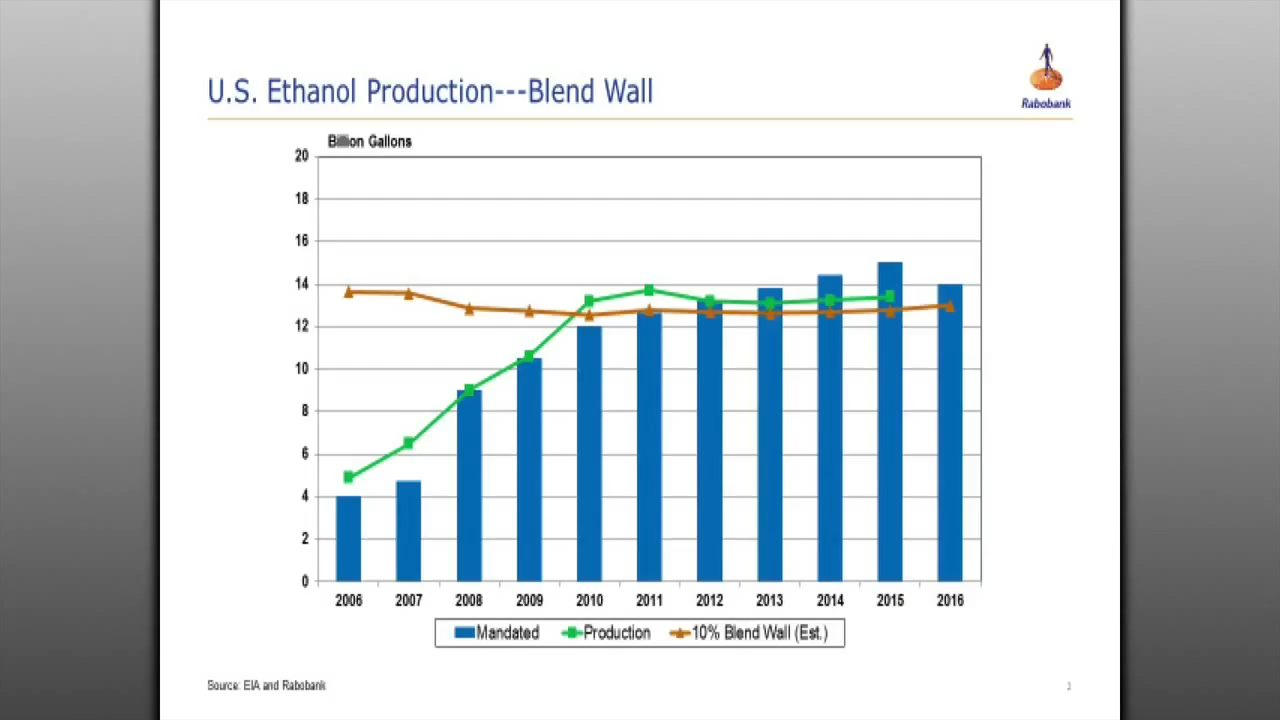 U.S. Ethanol Production---Blend Wall
Rabobank
Billion Gallons
20
18
16
14
12
10
8
6
4
2
0
2006 2007 2008 2009 2010 2011 2012 2013 2014 2015 2016
Mandated Production 10% Blend Wall (Est.)
Source: EIA and Rabobank